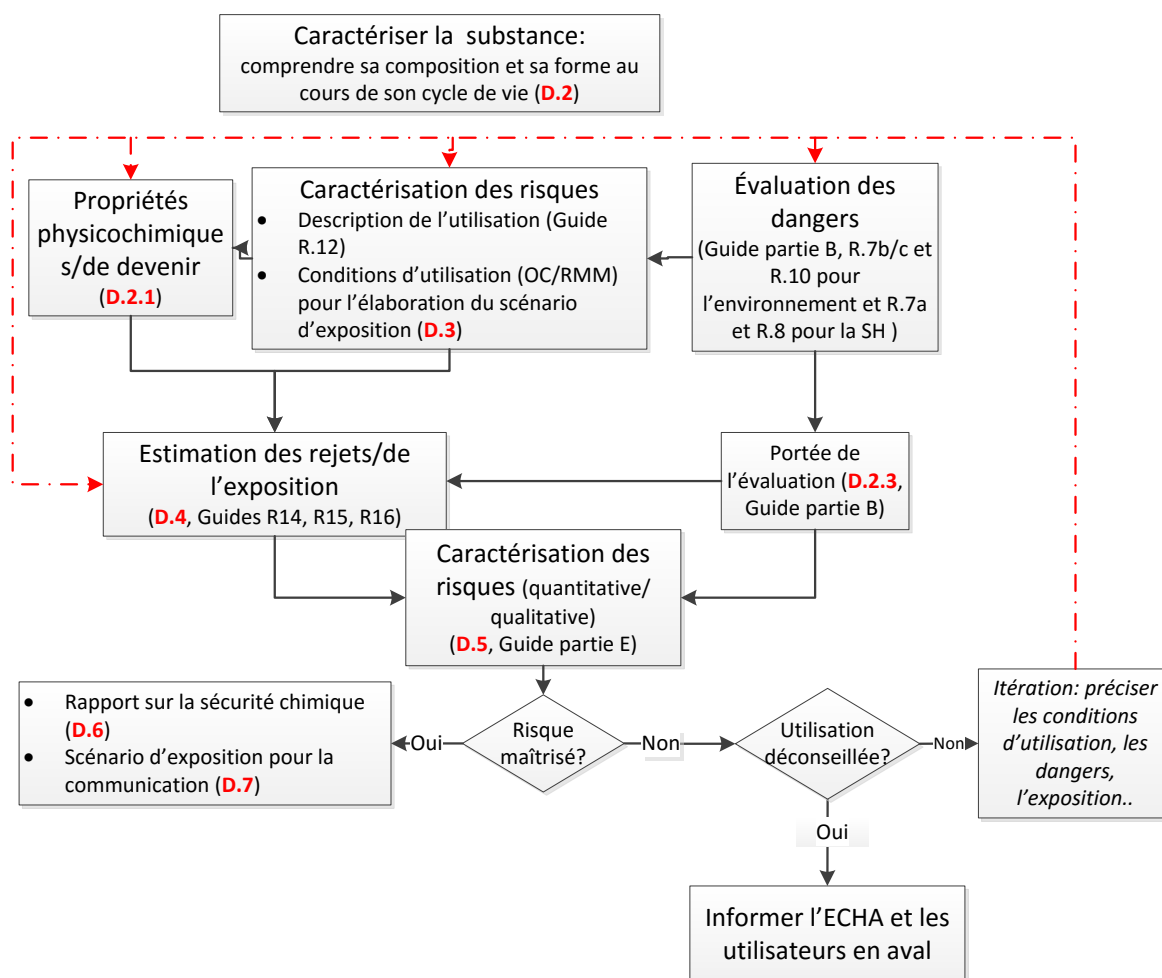 Caractériser la substance:
comprendre sa composition et sa forme au
cours de son cycle de vie (D.2)
Propriétés
physicochimique
s/de devenir
(D.2.1)
Caractérisation des risques
• Description de l’utilisation (Guide
R.12)
• Conditions d’utilisation (OC/RMM)
pour l’élaboration du scénario
d’exposition (D.3)
Évaluation des
dangers
(Guide partie B, R.7b/c et
R.10 pour
l’environnement et R.7a
et R.8 pour la SH )
Estimation des rejets/de
l’exposition
(D.4, Guides R14, R15, R16)
Portée de
l’évaluation (D.2.3,
Guide partie B)
Caractérisation des
risques (quantitative/
qualitative)
(D.5, Guide partie E)
• Rapport sur la sécurité chimique
(D.6)
• Scénario d’exposition pour la
communication (D.7)
Oui
Risque
maîtrisé?
Non
Utilisation
déconseillée?
Non
Itération: préciser
les conditions
d’utilisation, les
dangers,
l’exposition..
Oui
Informer l’ECHA et les
utilisateurs en aval